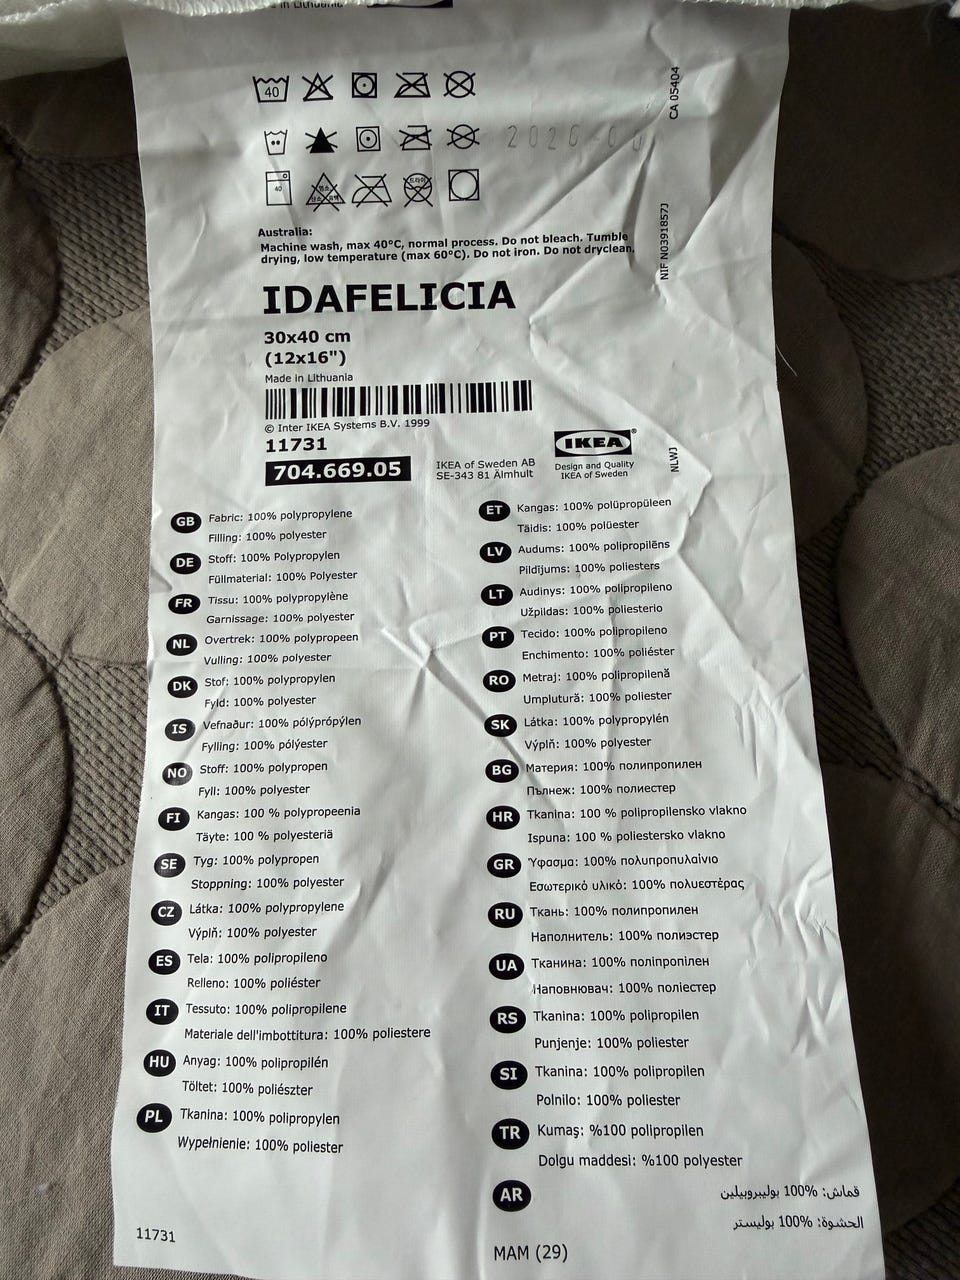 in Lithuania
40
CA 05404
40
Australia:
Machine wash, max 40°C, normal process. Do not bleach. Tumble
drying, low temperature (max 60°C). Do not iron. Do not dryclean.
NIF N0391857J
IDAFELICIA
30x40 cm
(12x16")
Made in Lithuania
© Inter IKEA Systems B.V. 1999
11731
704.669.05
IKEA of Sweden AB
SE-343 81 Älmhult
IKEA®
Design and Quality
IKEA of Sweden
NLWJ
GB Fabric: 100% polypropylene
Filling: 100% polyester
DE Stoff: 100% Polypropylen
Füllmaterial: 100% Polyester
FR Tissu: 100% polypropylène
Garnissage: 100% polyester
NL Overtrek: 100% polypropeen
Vulling: 100% polyester
DK Stof: 100% polypropylen
Fyld: 100% polyester
IS Vefnaður: 100% pólýprópýlen
Fylling: 100% pólýester
NO Stoff: 100% polypropen
Fyll: 100% polyester
FI Kangas: 100 % polypropeenia
Täyte: 100 % polyesteriä
SE Tyg: 100% polypropen
Stoppning: 100% polyester
CZ Látka: 100% polypropylene
Výplň: 100% polyester
ES Tela: 100% polipropileno
Relleno: 100% poliéster
IT Tessuto: 100% polipropilene
Materiale dell'imbottitura: 100% poliestere
HU Anyag: 100% polipropilén
Töltet: 100% poliészter
PL Tkanina: 100% polipropylen
Wypełnienie: 100% poliester
11731
ET Kangas: 100% polüpropüleen
Täidis: 100% polüester
LV Audums: 100% polipropilēns
Pildījums: 100% poliesters
LT Audinys: 100% polipropileno
Užpildas: 100% poliesterio
PT Tecido: 100% polipropileno
Enchimento: 100% poliéster
RO Metraj: 100% polipropilenă
Umplutură: 100% poliester
SK Látka: 100% polypropylén
Výplň: 100% polyester
BG Материя: 100% полипропилен
Пълнеж: 100% полиестер
HR Tkanina: 100 % polipropilensko vlakno
Ispuna: 100 % poliestersko vlakno
GR Ύφασμα: 100% πολυπροπυλαίνιο
Εσωτερικό υλικό: 100% πολυεστέρας
RU Ткань: 100% полипропилен
Наполнитель: 100% полиэстер
UA Тканина: 100% поліпропілен
Наповнювач: 100% поліестер
RS Tkanina: 100% polipropilen
Punjenje: 100% poliester
SI Tkanina: 100% polipropilen
Polnilo: 100% poliester
TR Kumaş: %100 polipropilen
Dolgu maddesi: %100 polyester
AR قماش: %100 بوليبروبيلين
الحشوة: %100 بوليستر
MAM (29)